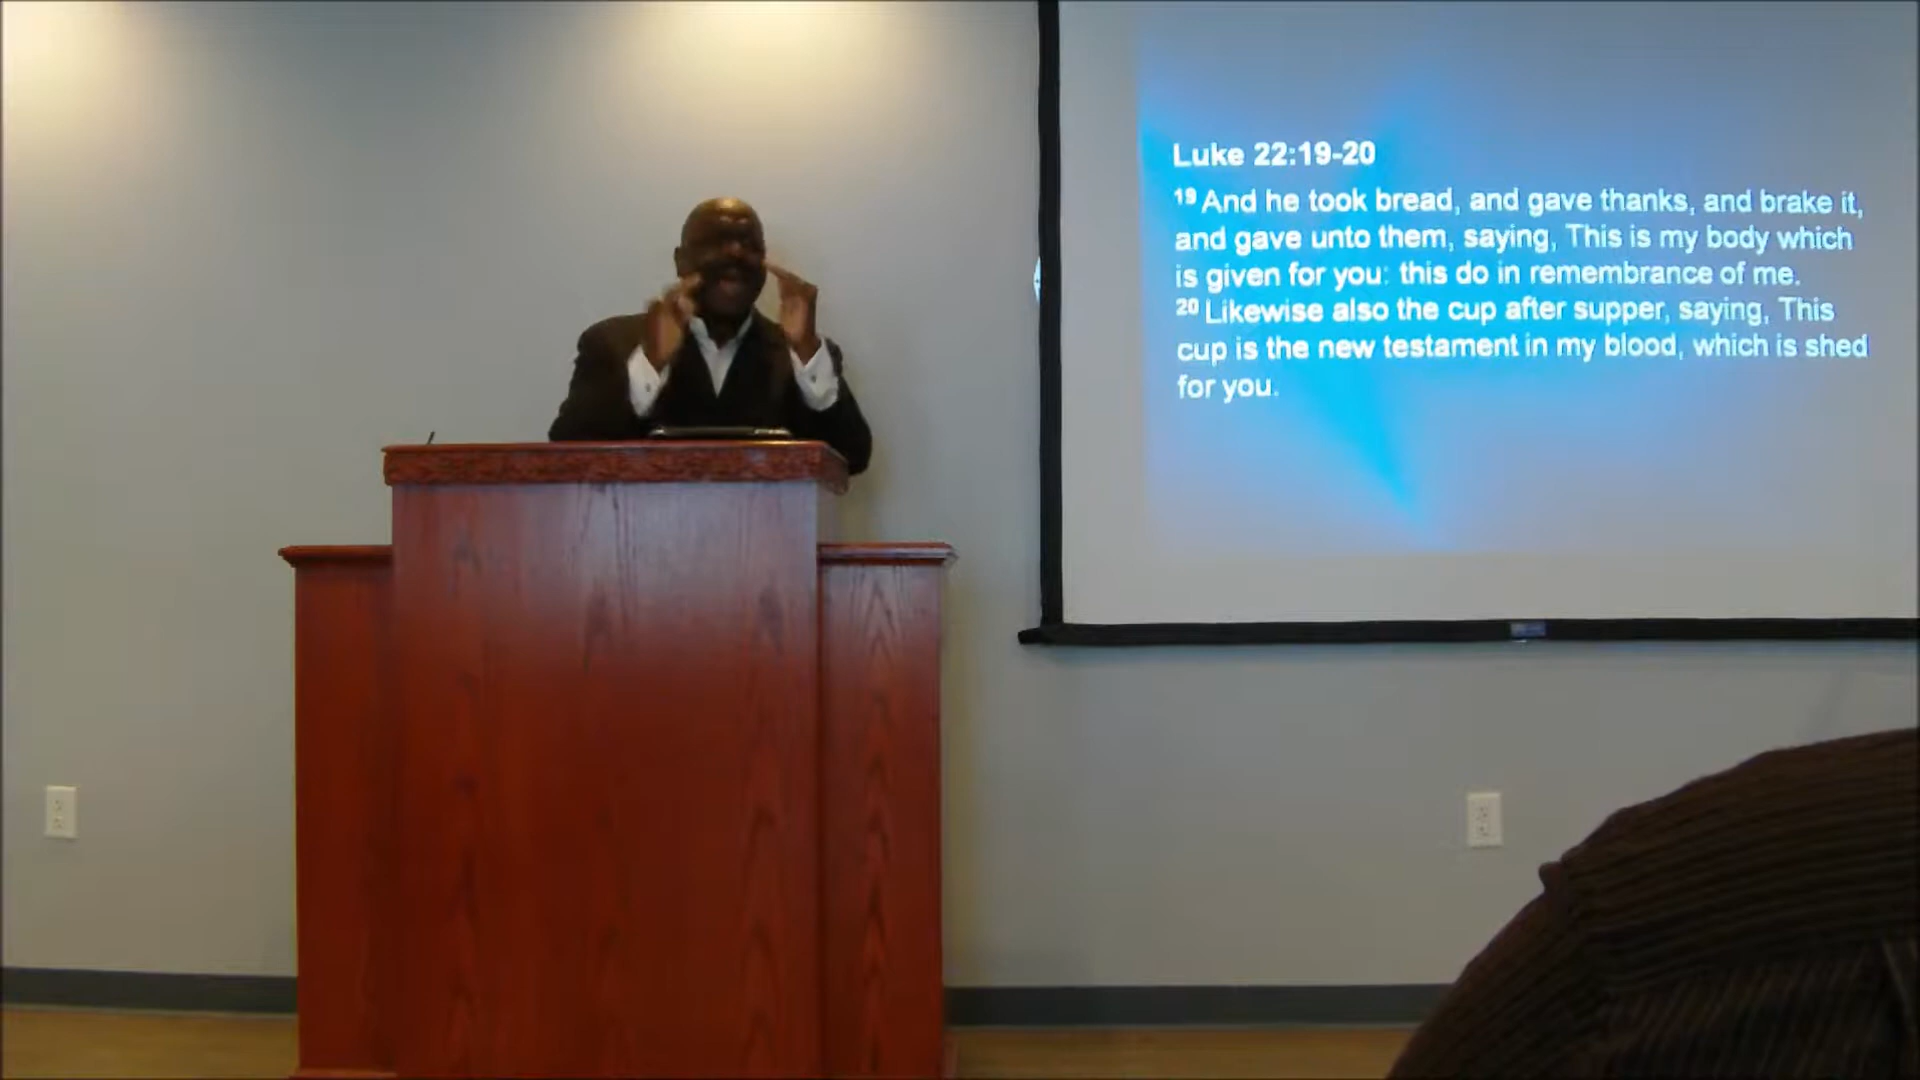 Luke 22:19-20
19 And he took bread, and gave thanks, and brake it,
and gave unto them, saying, This is my body which
is given for you: this do in remembrance of me.
20 Likewise also the cup after supper, saying, This
cup is the new testament in my blood, which is shed
for you.